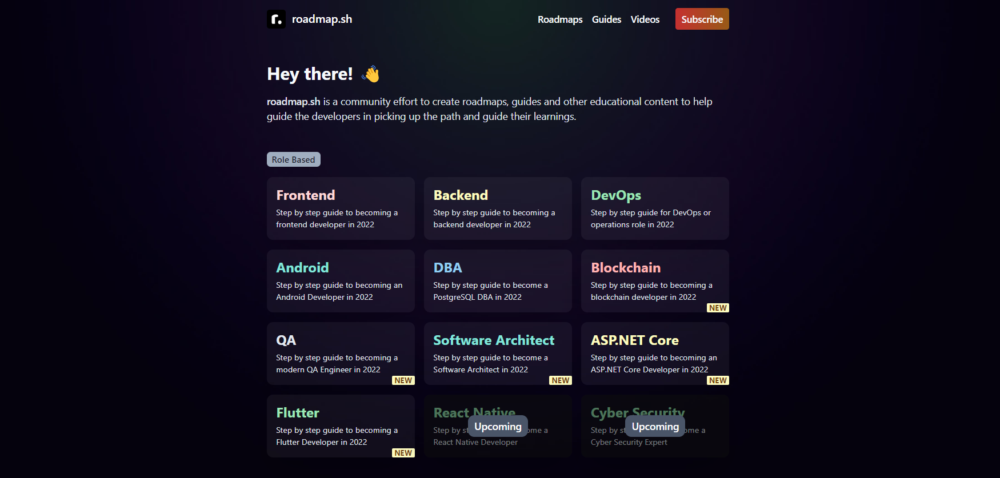 r.
roadmap.sh
Roadmaps Guides Videos Subscribe
Hey there! 👋
roadmap.sh is a community effort to create roadmaps, guides and other educational content to help
guide the developers in picking up the path and guide their learnings.
Role Based
Frontend
Step by step guide to becoming a
frontend developer in 2022
Backend
Step by step guide to becoming a
backend developer in 2022
DevOps
Step by step guide for DevOps or
operations role in 2022
Android
Step by step guide to becoming an
Android Developer in 2022
DBA
Step by step guide to become a
PostgreSQL DBA in 2022
Blockchain
Step by step guide to becoming a
blockchain developer in 2022
NEW
QA
Step by step guide to becoming a
modern QA Engineer in 2022
NEW
Software Architect
Step by step guide to become a
Software Architect in 2022
NEW
ASP.NET Core
Step by step guide to becoming an
ASP.NET Core Developer in 2022
NEW
Flutter
Step by step guide to becoming a
Flutter Developer in 2022
NEW
React Native
Upcoming
Step by a
React Native Developer
Cyber Security
Upcoming
Step by a
Cyber Security Expert